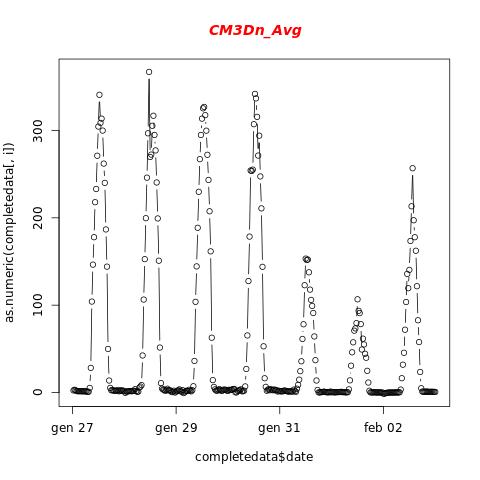 CM3Dn_Avg
as.numeric(completedata[, i])
300
200
100
0
gen 27
gen 29
gen 31
feb 02
completedata$date